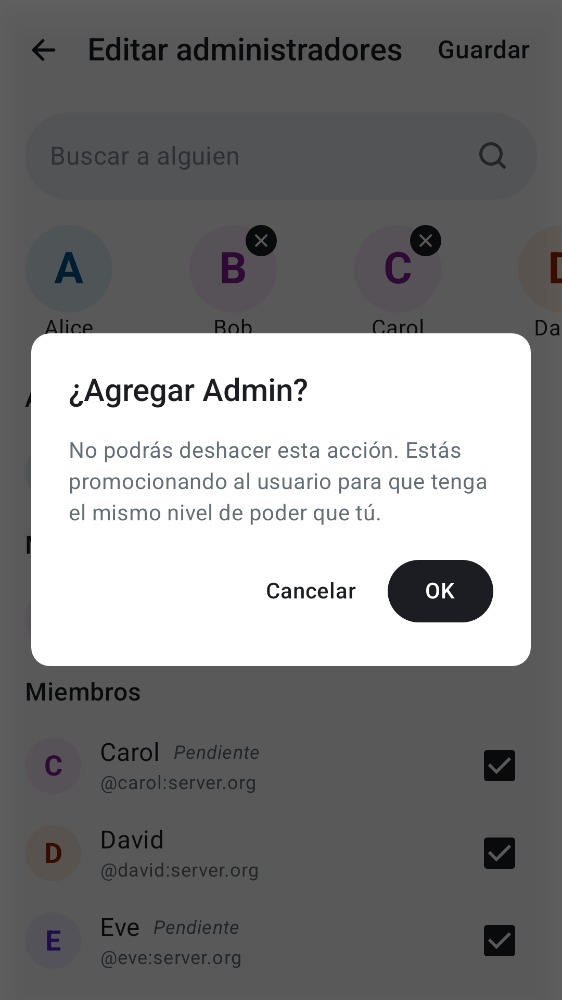 Editar administradores
Guardar
Buscar a alguien
A
B
C
D
Alice
Bob
Carol
Da
¿Agregar Admin?
No podrás deshacer esta acción. Estás
promocionando al usuario para que tenga
el mismo nivel de poder que tú.
Cancelar
OK
Miembros
C
Carol Pendiente
@carol:server.org
D
David
@david:server.org
E
Eve Pendiente
@eve:server.org